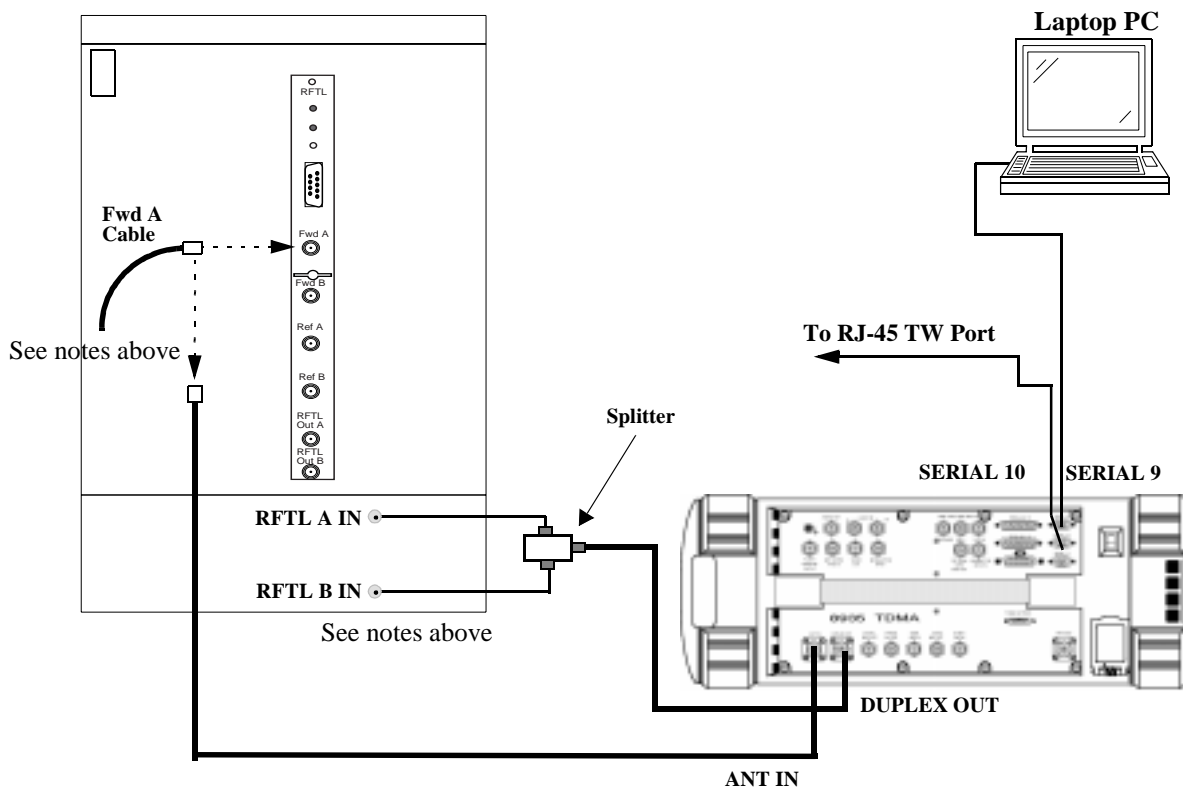 Laptop PC
RFTL
Fwd A
Cable
Fwd A
Fwd B
See notes above
Ref A
To RJ-45 TW Port
Ref B
RFTL
Out A
RFTL
Out B
Splitter
SERIAL 10
SERIAL 9
RFTL A IN
RFTL B IN
See notes above
8935 TDMA
DUPLEX OUT
ANT IN